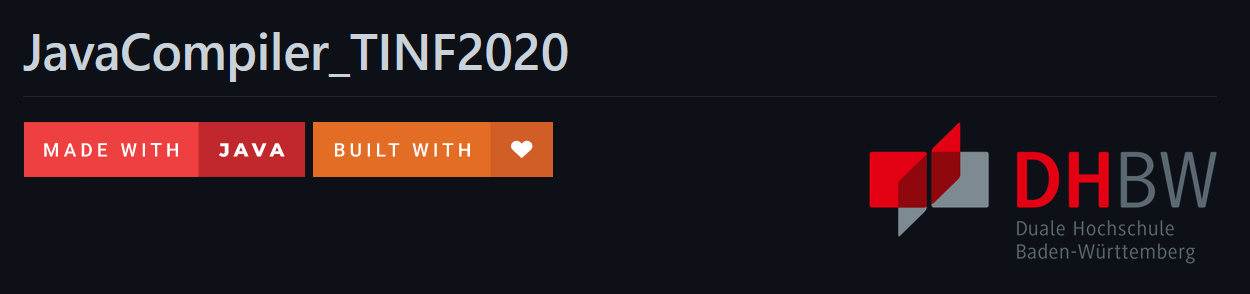 JavaCompiler_TINF2020
MADE WITH JAVA BUILT WITH
DHBW
Duale Hochschule
Baden-Württemberg